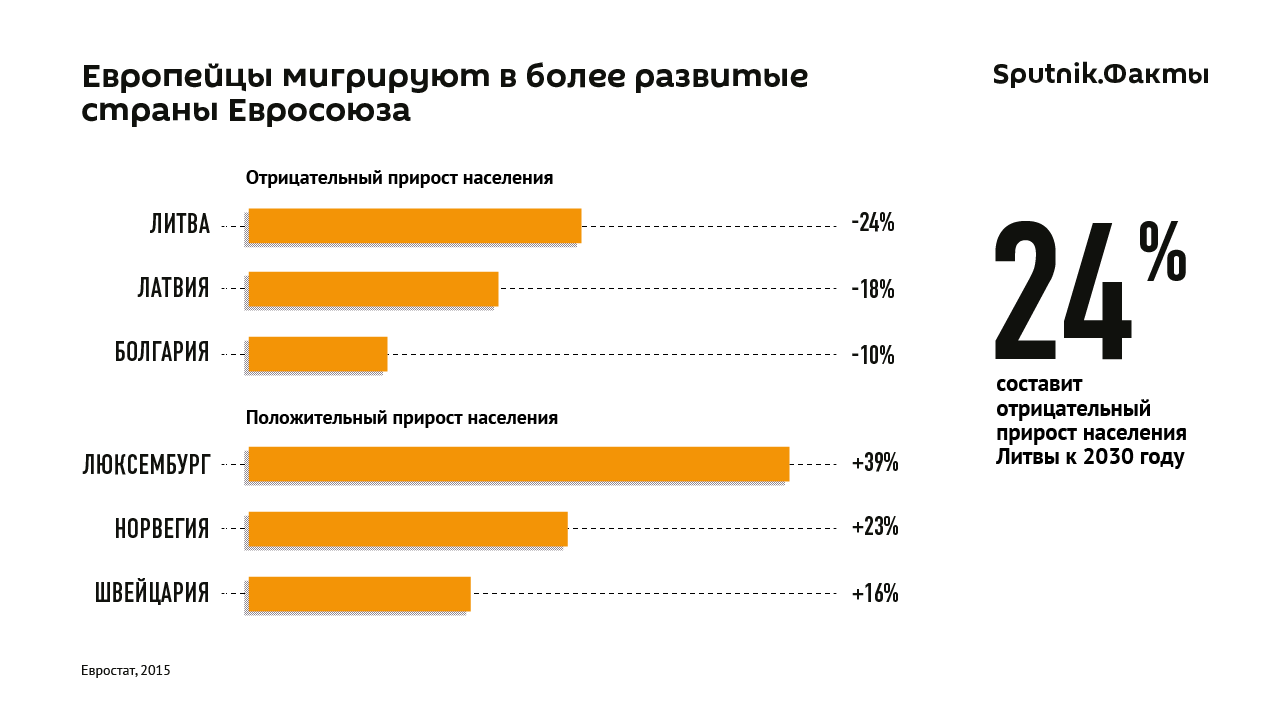 Европейцы мигрируют в более развитые
страны Евросоюза
Sputnik.Факты
Отрицательный прирост населения
ЛИТВА -24%
ЛАТВИЯ -18%
БОЛГАРИЯ -10%
Положительный прирост населения
ЛЮКСЕМБУРГ +39%
НОРВЕГИЯ +23%
ШВЕЙЦАРИЯ +16%
24%
составит
отрицательный
прирост населения
Литвы к 2030 году
Евростат, 2015